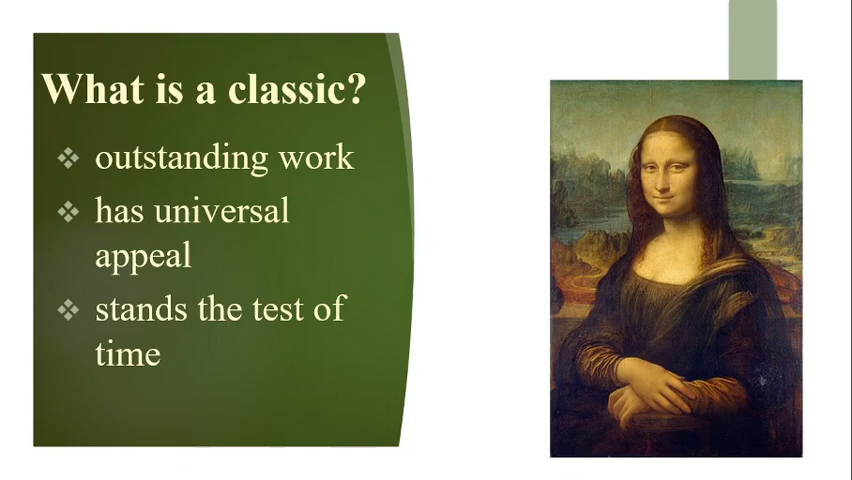 What is a classic?
outstanding work
has universal
appeal
stands the test of
time